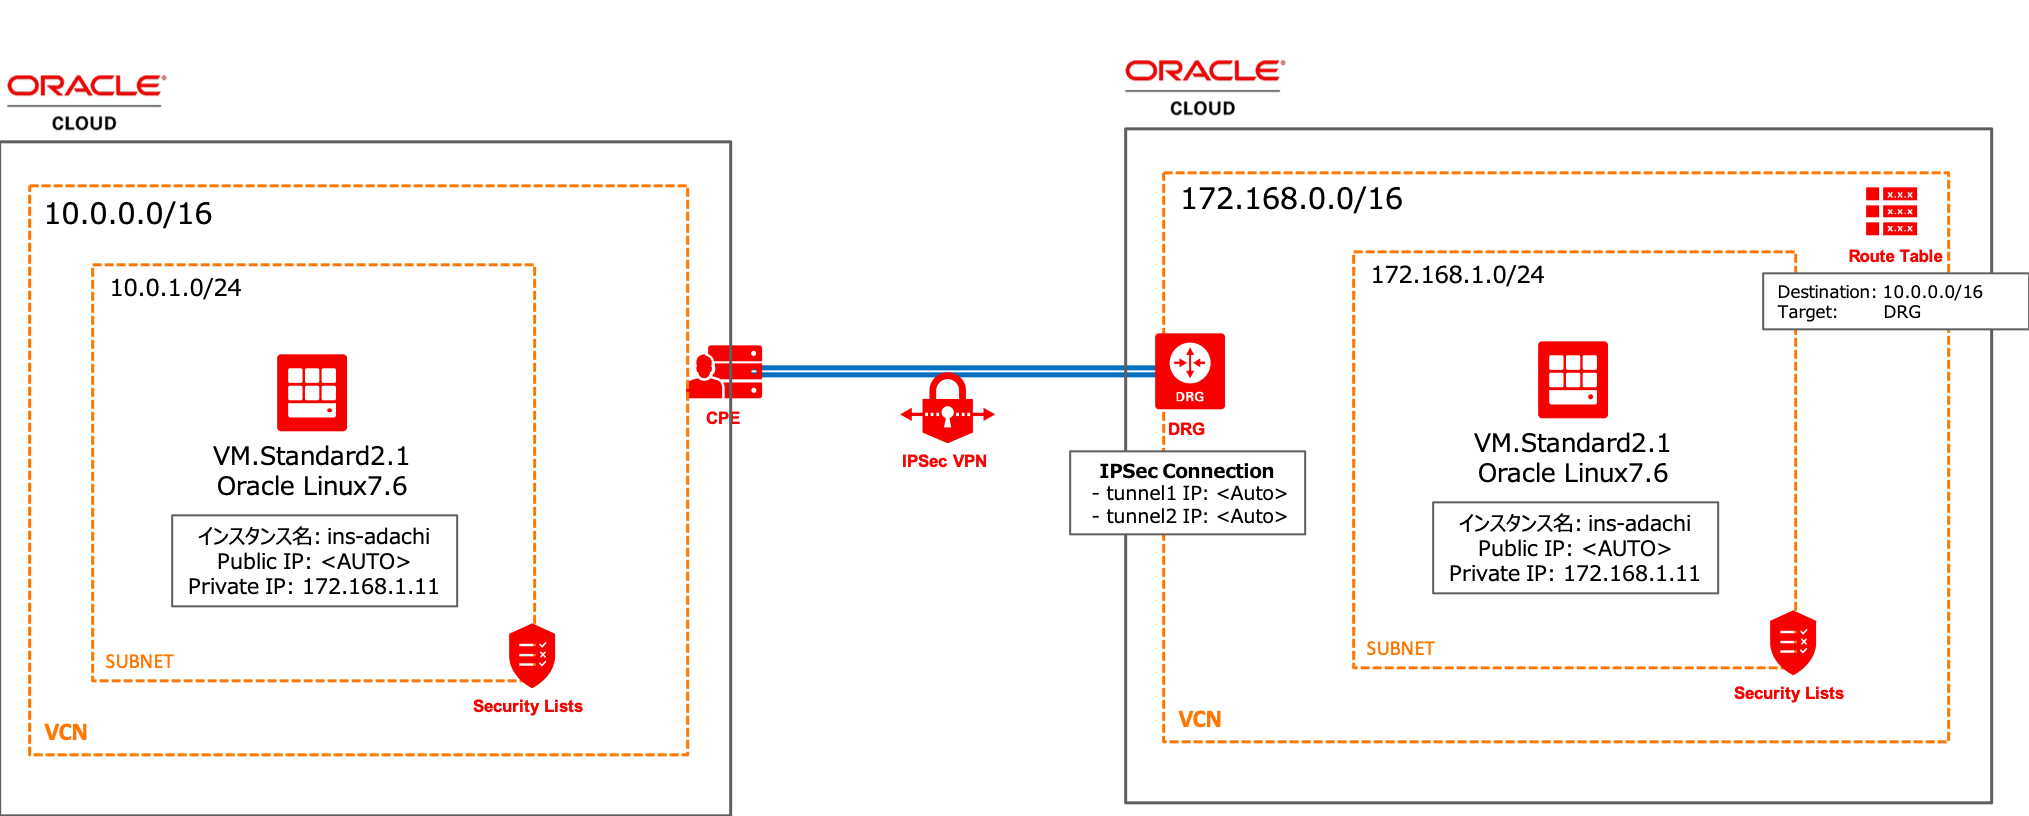 ORACLE
CLOUD
10.0.0.0/16
10.0.1.0/24
VM.Standard2.1
Oracle Linux7.6
インスタンス名: ins-adachi
Public IP: <AUTO>
Private IP: 172.168.1.11
SUBNET
Security Lists
VCN
CPE
IPSec VPN
ORACLE
CLOUD
172.168.0.0/16
x.x.x
x.x.x
x.x.x
Route Table
Destination: 10.0.0.0/16
Target: DRG
172.168.1.0/24
DRG
DRG
IPSec Connection
- tunnel1 IP: <Auto>
- tunnel2 IP: <Auto>
VM.Standard2.1
Oracle Linux7.6
インスタンス名: ins-adachi
Public IP: <AUTO>
Private IP: 172.168.1.11
SUBNET
Security Lists
VCN